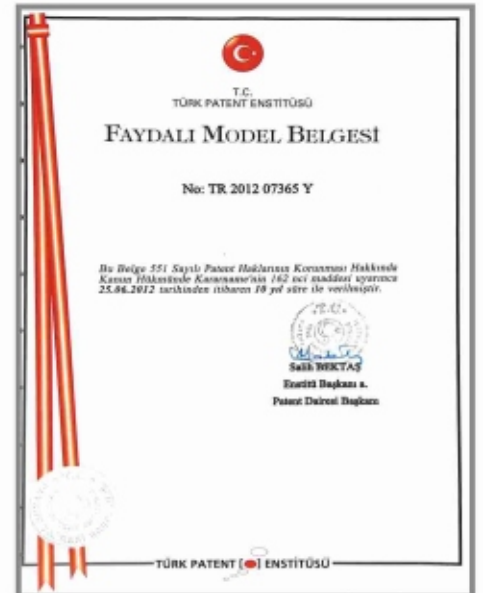 T.C.
TÜRK PATENT ENSTİTÜSÜ
FAYDALI MODEL BELGESİ
No: TR 2012 07365 Y
Bu Belge 551 Sayılı Patent Haklarının Korunması Hakkında
Kanun Hükmünde Kararname'nin 162 nci maddesi uyarınca
25.06.2012 tarihinden itibaren 10 yıl süre ile verilmiştir.
T.C.
Salih BEKTAŞ
Enstitü Başkanı a.
Patent Dairesi Başkanı
TÜRK PATENT ENSTİTÜSÜ